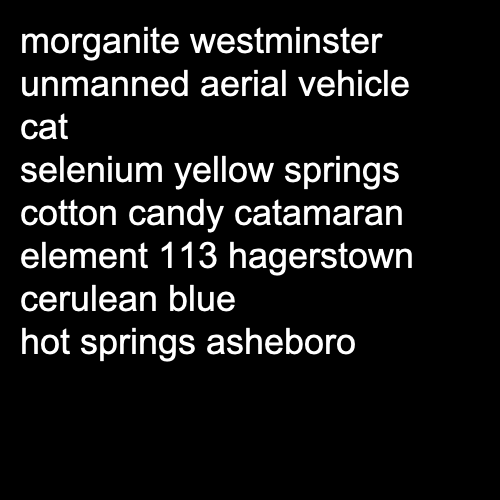 morganite westminster
unmanned aerial vehicle
cat
selenium yellow springs
cotton candy catamaran
element 113 hagerstown
cerulean blue
hot springs asheboro